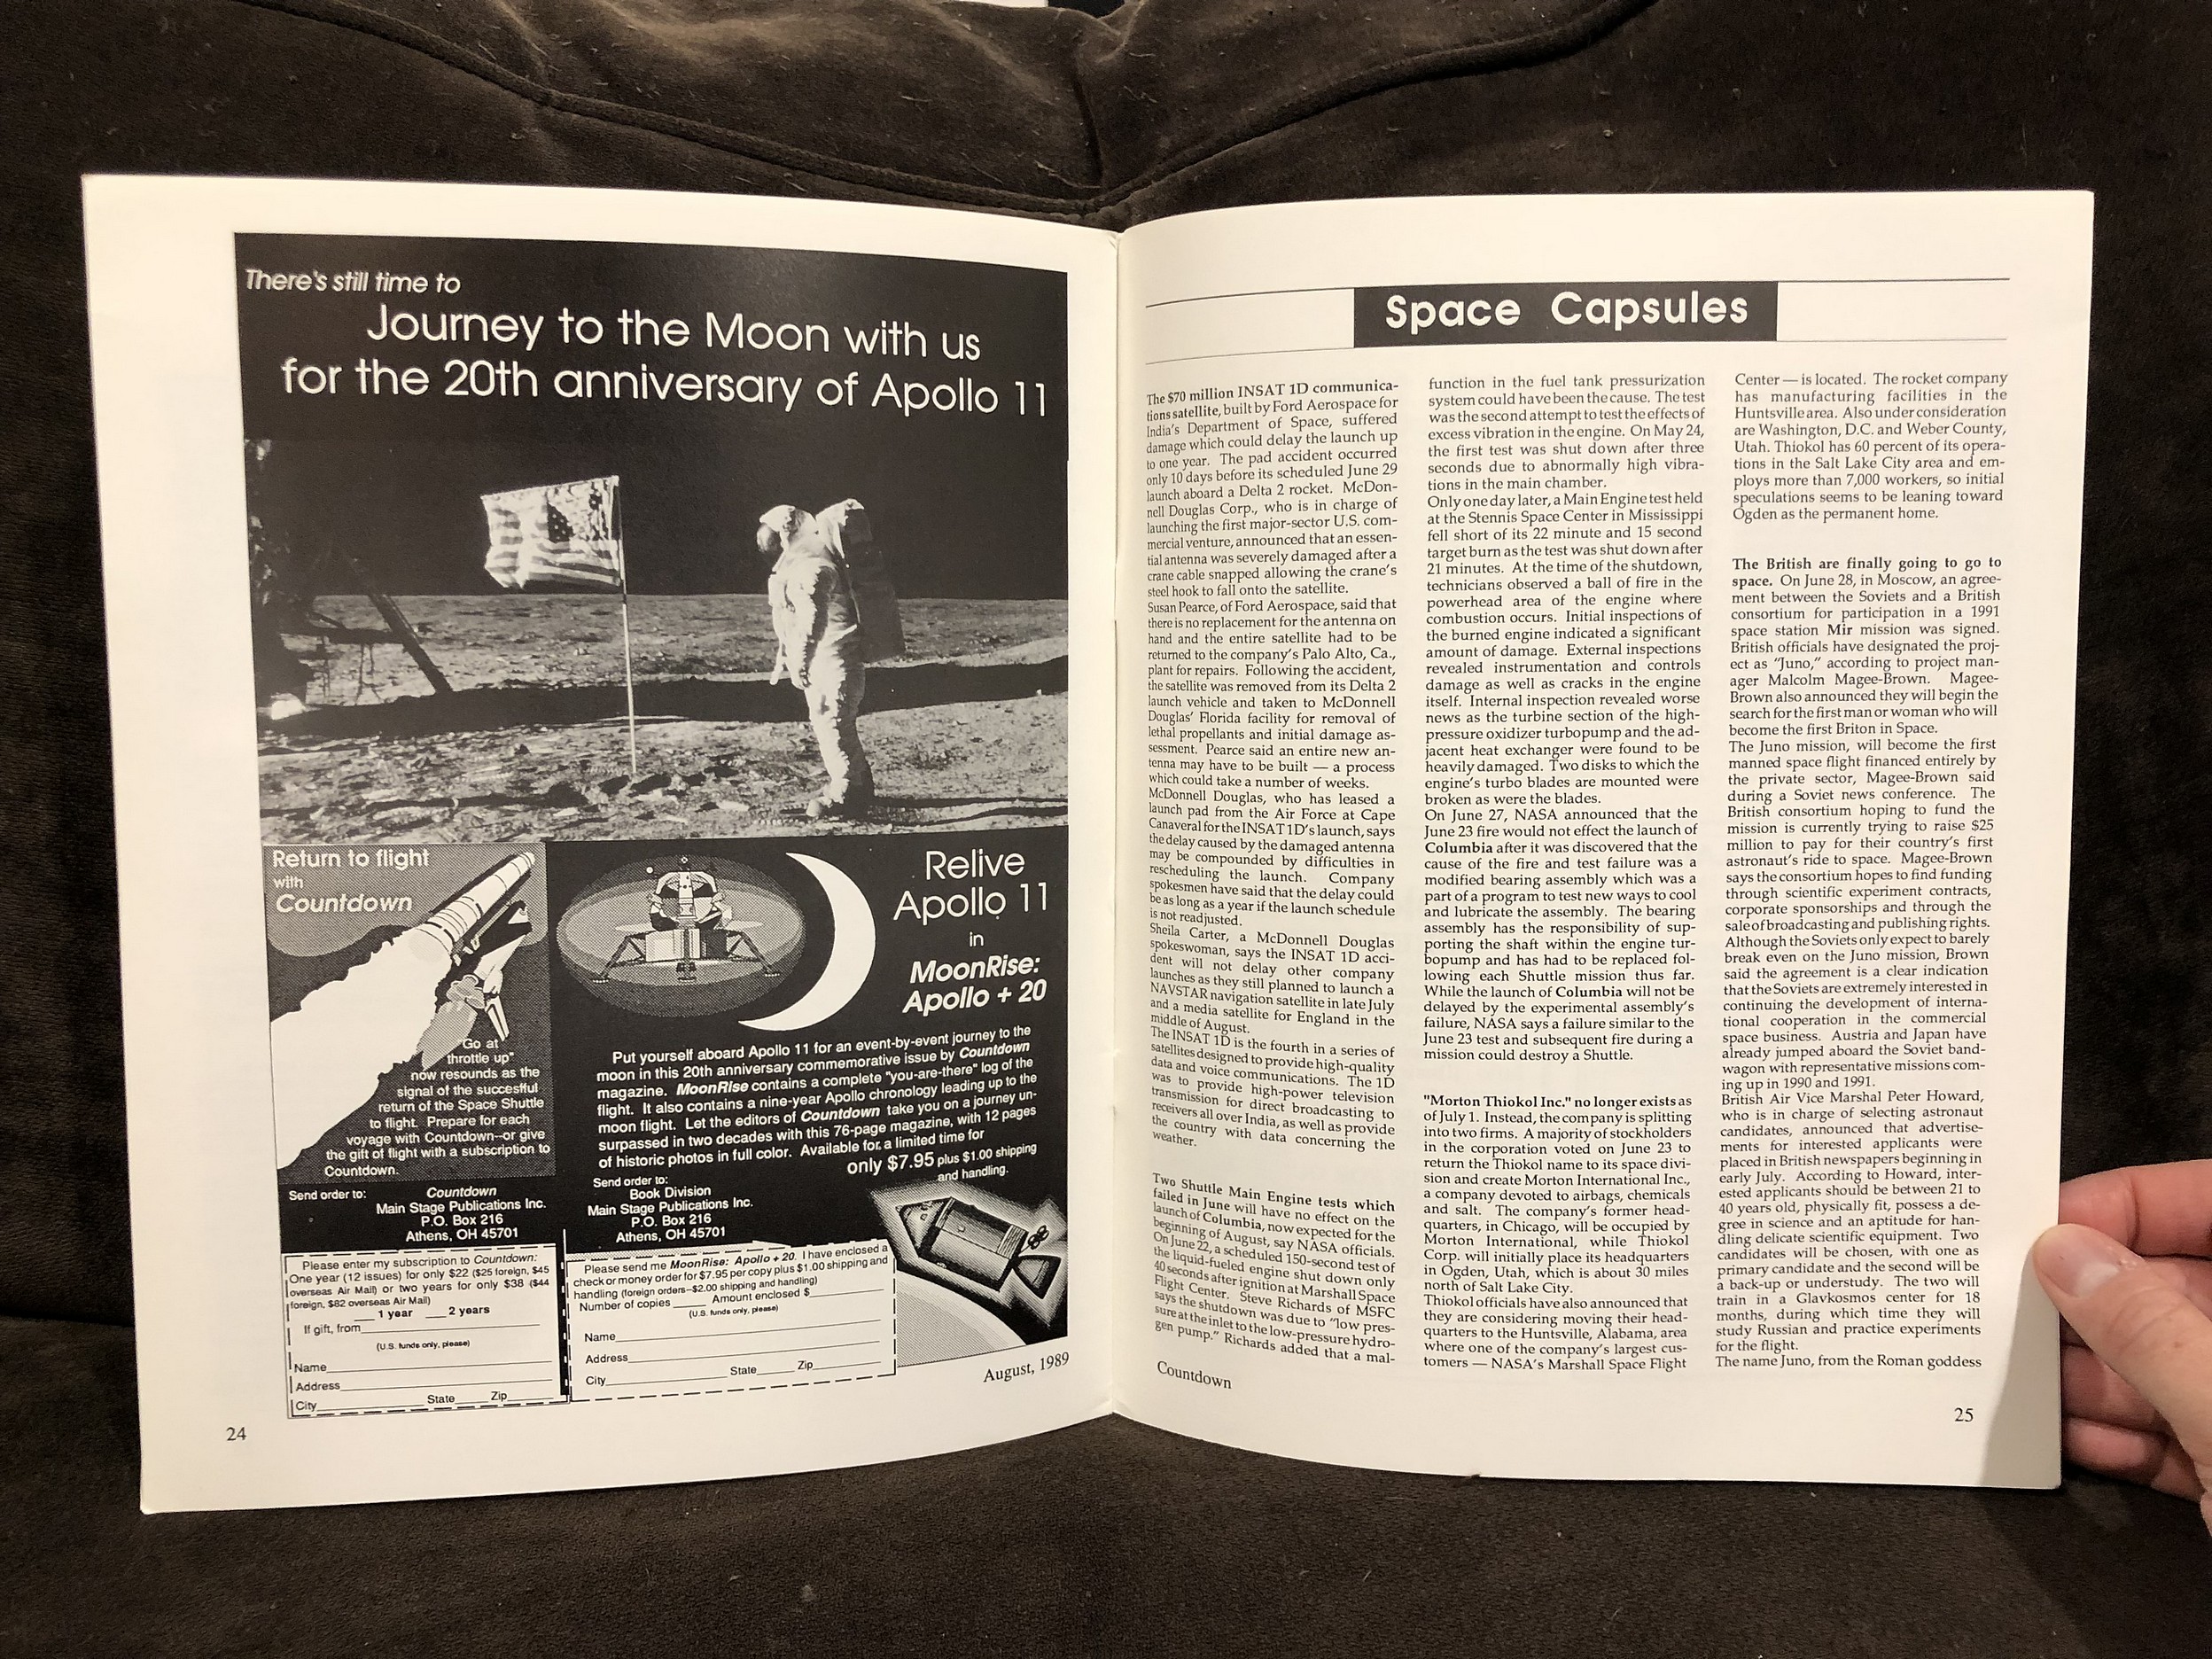 There's still time to
Journey to the Moon with us
for the 20th anniversary of Apollo 11
Return to flight
with
Countdown
"Go at
throttle up"
now resounds as the
signal of the succesflul
return of the Space Shuttle
to flight. Prepare for each
voyage with Countdown--or give
the gift of flight with a subscription to
Countdown.
Send order to:
Countdown
Main Stage Publications Inc.
P.O. Box 216
Athens, OH 45701
Please enter my subscription to Countdown:
One year (12 issues) for only $22 ($25 foreign, $45
overseas Air Mail) or two years for only $38 ($44
foreign, $82 overseas Air Mail)
___ 1 year ___ 2 years
If gift, from
(U.S. funds only, please)
Name
Address
City State Zip
Relive
Apollo 11
in
MoonRise:
Apollo + 20
Put yourself aboard Apollo 11 for an event-by-event journey to the
moon in this 20th anniversary commemorative issue by Countdown
magazine. MoonRise contains a complete "you-are-there" log of the
flight. It also contains a nine-year Apollo chronology leading up to the
moon flight. Let the editors of Countdown take you on a journey un-
surpassed in two decades with this 76-page magazine, with 12 pages
of historic photos in full color. Available for a limited time for
only $7.95 plus $1.00 shipping
and handling.
Send order to:
Book Division
Main Stage Publications Inc.
P.O. Box 216
Athens, OH 45701
Please send me MoonRise: Apollo + 20. I have enclosed a
check or money order for $7.95 per copy plus $1.00 shipping and
handling (foreign orders--$2.00 shipping and handling)
Number of copies Amount enclosed $
(U.S. funds only, please)
Name
Address
City State Zip
August, 1989
24
Space Capsules
The $70 million INSAT 1D communica-
tions satellite, built by Ford Aerospace for
India's Department of Space, suffered
damage which could delay the launch up
to one year. The pad accident occurred
only 10 days before its scheduled June 29
launch aboard a Delta 2 rocket. McDon-
nell Douglas Corp., who is in charge of
launching the first major-sector U.S. com-
mercial venture, announced that an essen-
tial antenna was severely damaged after a
crane cable snapped allowing the crane's
steel hook to fall onto the satellite.
Susan Pearce, of Ford Aerospace, said that
there is no replacement for the antenna on
hand and the entire satellite had to be
returned to the company's Palo Alto, Ca.,
plant for repairs. Following the accident,
the satellite was removed from its Delta 2
launch vehicle and taken to McDonnell
Douglas' Florida facility for removal of
lethal propellants and initial damage as-
sessment. Pearce said an entire new an-
tenna may have to be built — a process
which could take a number of weeks.
McDonnell Douglas, who has leased a
launch pad from the Air Force at Cape
Canaveral for the INSAT 1D's launch, says
the delay caused by the damaged antenna
may be compounded by difficulties in
rescheduling the launch. Company
spokesmen have said that the delay could
be as long as a year if the launch schedule
is not readjusted.
Sheila Carter, a McDonnell Douglas
spokeswoman, says the INSAT 1D acci-
dent will not delay other company
launches as they still planned to launch a
NAVSTAR navigation satellite in late July
and a media satellite for England in the
middle of August.
The INSAT 1D is the fourth in a series of
satellites designed to provide high-quality
data and voice communications. The 1D
was to provide high-power television
transmission for direct broadcasting to
receivers all over India, as well as provide
the country with data concerning the
weather.
Two Shuttle Main Engine tests which
failed in June will have no effect on the
launch of Columbia, now expected for the
beginning of August, say NASA officials.
On June 22, a scheduled 150-second test of
the liquid-fueled engine shut down only
40 seconds after ignition at Marshall Space
Flight Center. Steve Richards of MSFC
says the shutdown was due to "low pres-
sure at the inlet to the low-pressure hydro-
gen pump." Richards added that a mal-
function in the fuel tank pressurization
system could have been the cause. The test
was the second attempt to test the effects of
excess vibration in the engine. On May 24,
the first test was shut down after three
seconds due to abnormally high vibra-
tions in the main chamber.
Only one day later, a Main Engine test held
at the Stennis Space Center in Mississippi
fell short of its 22 minute and 15 second
target burn as the test was shut down after
21 minutes. At the time of the shutdown,
technicians observed a ball of fire in the
powerhead area of the engine where
combustion occurs. Initial inspections of
the burned engine indicated a significant
amount of damage. External inspections
revealed instrumentation and controls
damage as well as cracks in the engine
itself. Internal inspection revealed worse
news as the turbine section of the high-
pressure oxidizer turbopump and the ad-
jacent heat exchanger were found to be
heavily damaged. Two disks to which the
engine's turbo blades are mounted were
broken as were the blades.
On June 27, NASA announced that the
June 23 fire would not effect the launch of
Columbia after it was discovered that the
cause of the fire and test failure was a
modified bearing assembly which was a
part of a program to test new ways to cool
and lubricate the assembly. The bearing
assembly has the responsibility of sup-
porting the shaft within the engine tur-
bopump and has had to be replaced fol-
lowing each Shuttle mission thus far.
While the launch of Columbia will not be
delayed by the experimental assembly's
failure, NASA says a failure similar to the
June 23 test and subsequent fire during a
mission could destroy a Shuttle.
"Morton Thiokol Inc." no longer exists as
of July 1. Instead, the company is splitting
into two firms. A majority of stockholders
in the corporation voted on June 23 to
return the Thiokol name to its space divi-
sion and create Morton International Inc.,
a company devoted to airbags, chemicals
and salt. The company's former head-
quarters, in Chicago, will be occupied by
Morton International, while Thiokol
Corp. will initially place its headquarters
in Ogden, Utah, which is about 30 miles
north of Salt Lake City.
Thiokol officials have also announced that
they are considering moving their head-
quarters to the Huntsville, Alabama, area
where one of the company's largest cus-
tomers — NASA's Marshall Space Flight
Center — is located. The rocket company
has manufacturing facilities in the
Huntsville area. Also under consideration
are Washington, D.C. and Weber County,
Utah. Thiokol has 60 percent of its opera-
tions in the Salt Lake City area and em-
ploys more than 7,000 workers, so initial
speculations seems to be leaning toward
Ogden as the permanent home.
The British are finally going to go to
space. On June 28, in Moscow, an agree-
ment between the Soviets and a British
consortium for participation in a 1991
space station Mir mission was signed.
British officials have designated the proj-
ect as "Juno," according to project man-
ager Malcolm Magee-Brown. Magee-
Brown also announced they will begin the
search for the first man or woman who will
become the first Briton in Space.
The Juno mission, will become the first
manned space flight financed entirely by
the private sector, Magee-Brown said
during a Soviet news conference. The
British consortium hoping to fund the
mission is currently trying to raise $25
million to pay for their country's first
astronaut's ride to space. Magee-Brown
says the consortium hopes to find funding
through scientific experiment contracts,
corporate sponsorships and through the
sale of broadcasting and publishing rights.
Although the Soviets only expect to barely
break even on the Juno mission, Brown
said the agreement is a clear indication
that the Soviets are extremely interested in
continuing the development of interna-
tional cooperation in the commercial
space business. Austria and Japan have
already jumped aboard the Soviet band-
wagon with representative missions com-
ing up in 1990 and 1991.
British Air Vice Marshal Peter Howard,
who is in charge of selecting astronaut
candidates, announced that advertise-
ments for interested applicants were
placed in British newspapers beginning in
early July. According to Howard, inter-
ested applicants should be between 21 to
40 years old, physically fit, possess a de-
gree in science and an aptitude for han-
dling delicate scientific equipment. Two
candidates will be chosen, with one as
primary candidate and the second will be
a back-up or understudy. The two will
train in a Glavkosmos center for 18
months, during which time they will
study Russian and practice experiments
for the flight.
The name Juno, from the Roman goddess
Countdown
25